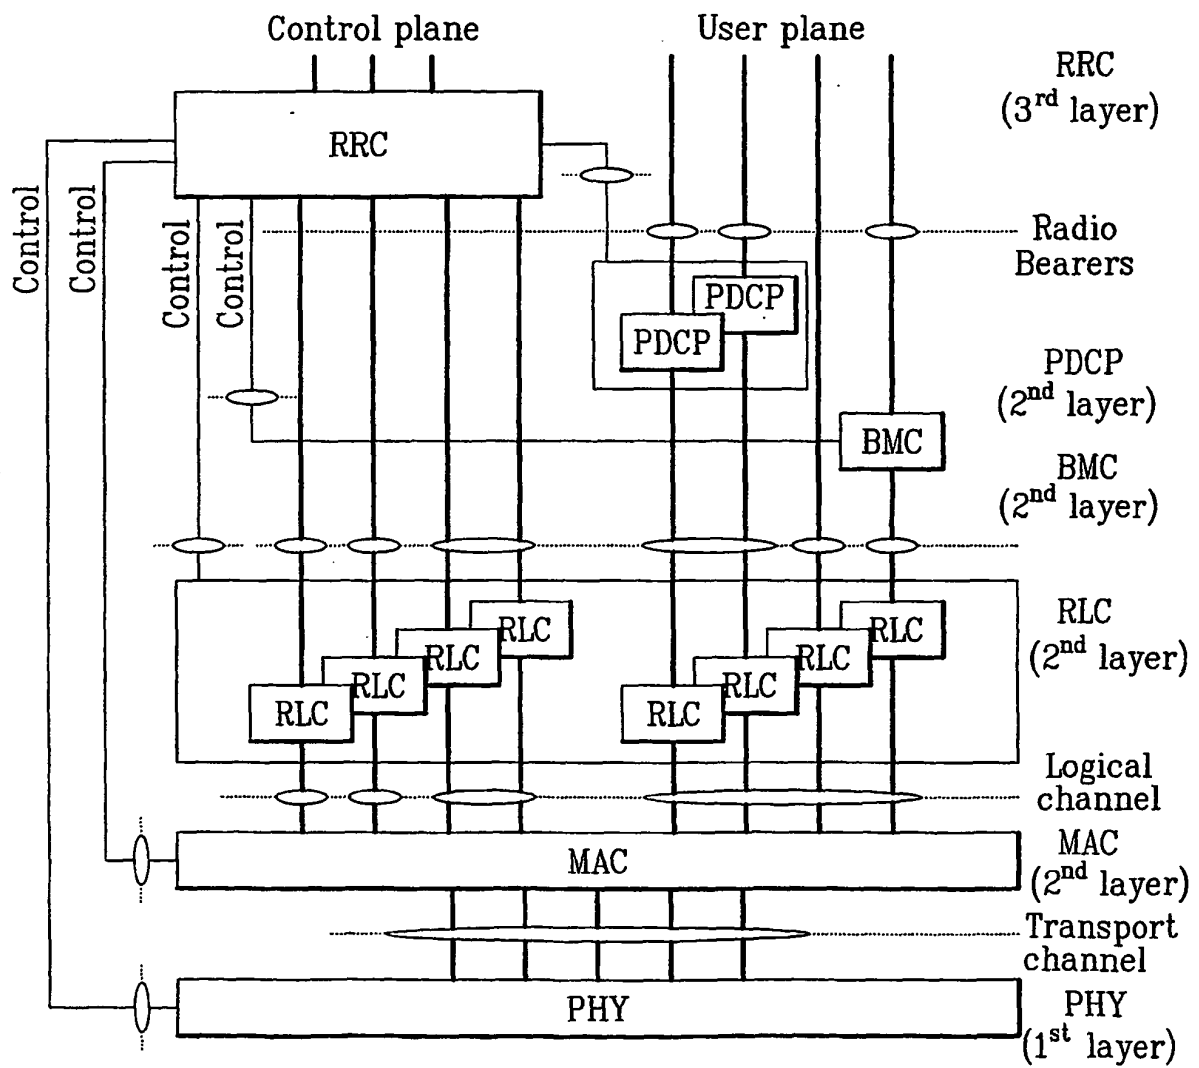 Control plane
User plane
RRC
(3rd layer)
RRC
Control
Control
Control
Control
Radio
Bearers
PDCP
PDCP
PDCP
(2nd layer)
BMC
BMC
(2nd layer)
RLC
RLC
RLC
RLC
RLC
RLC
RLC
RLC
RLC
(2nd layer)
Logical
channel
MAC
MAC
(2nd layer)
Transport
channel
PHY
PHY
(1st layer)